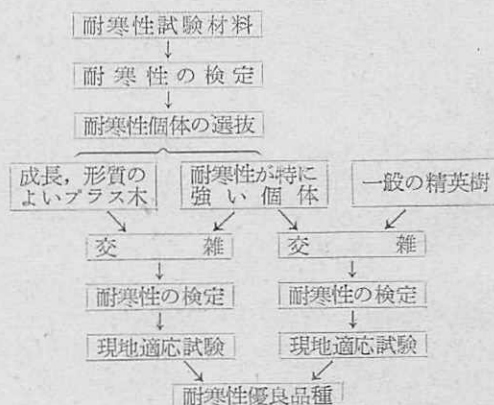 耐寒性試験材料
耐寒性の検定
耐寒性個体の選抜
成長,形質の
よいプラス木
耐寒性が特に
強い個体
一般の精英樹
交雑
交雑
耐寒性の検定
耐寒性の検定
現地適応試験
現地適応試験
耐寒性優良品種